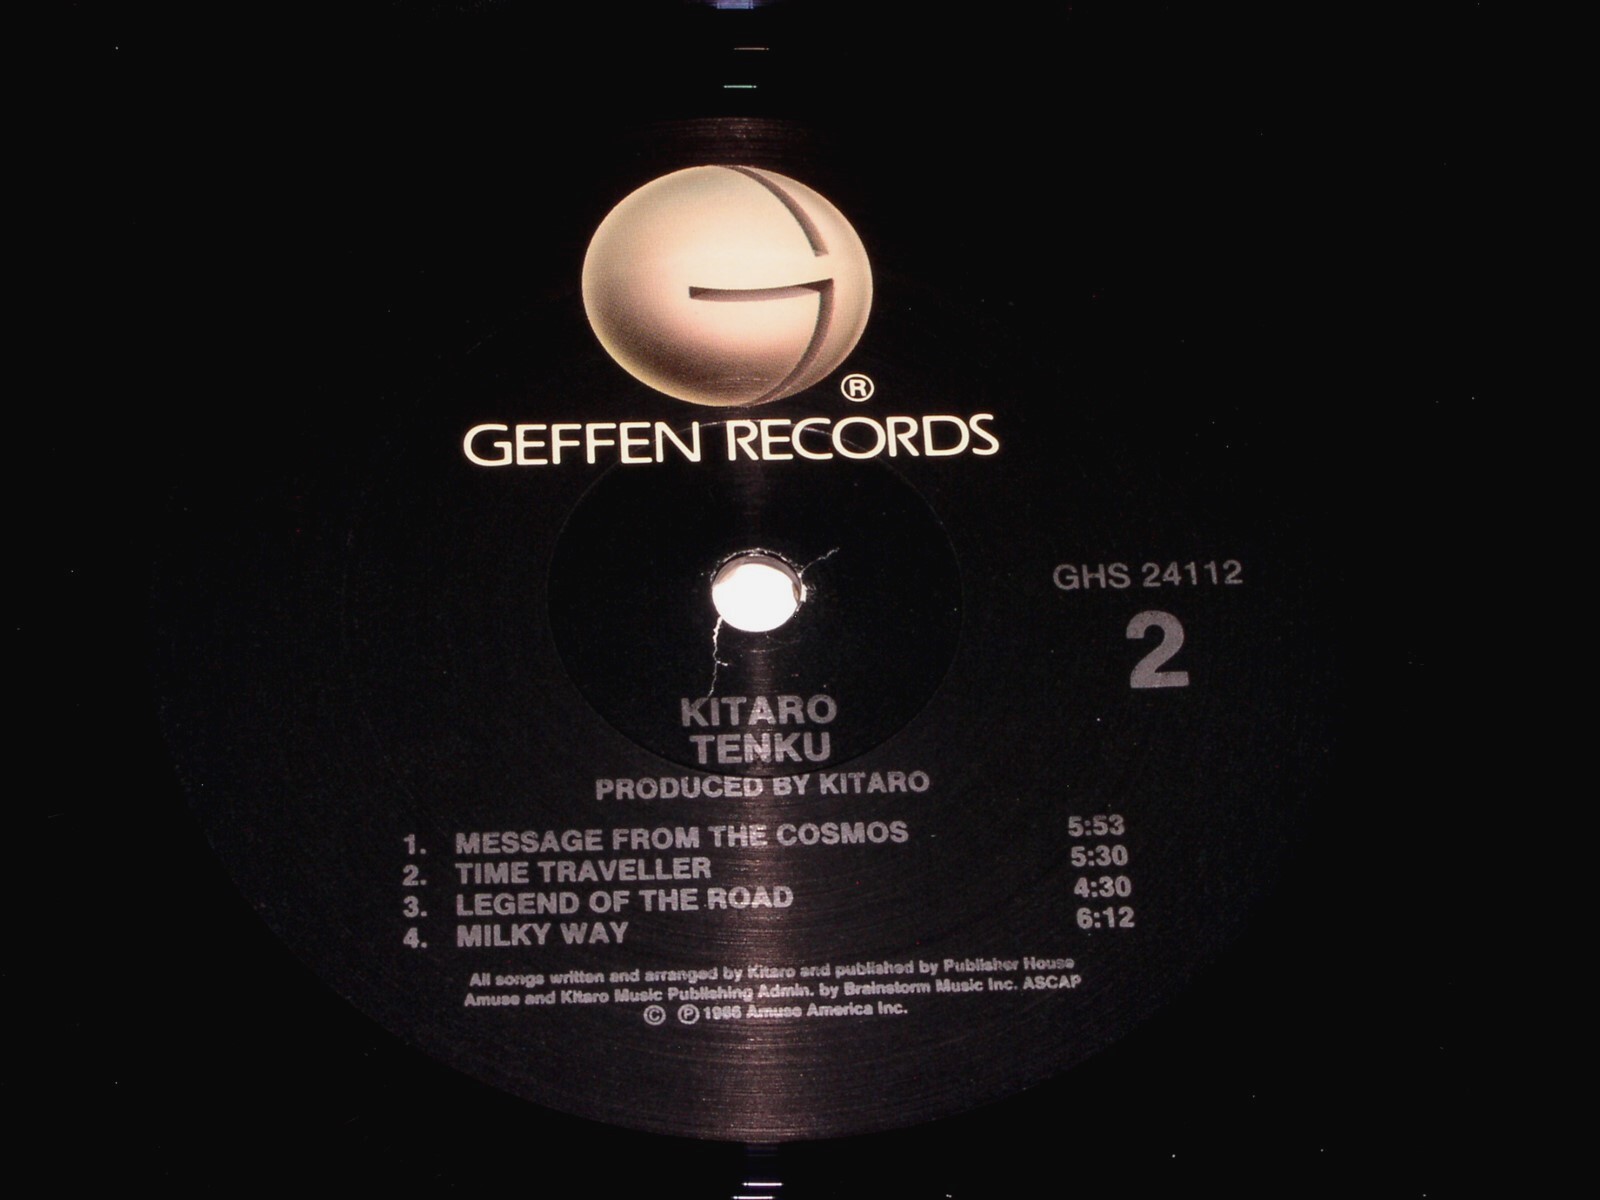 ®
GEFFEN RECORDS
GHS 24112
2
KITARO
TENKU
PRODUCED BY KITARO
1. MESSAGE FROM THE COSMOS 5:53
2. TIME TRAVELLER 5:30
3. LEGEND OF THE ROAD 4:30
4. MILKY WAY 6:12
All songs written and arranged by Kitaro and published by Publisher House
Amuse and Kitaro Music Publishing Admin. by Brainstorm Music Inc. ASCAP
© ℗ 1986 Amuse America Inc.